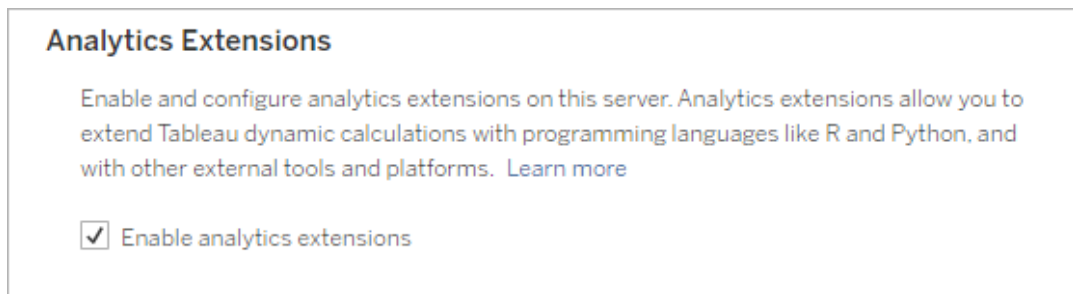 Analytics Extensions
Enable and configure analytics extensions on this server. Analytics extensions allow you to
extend Tableau dynamic calculations with programming languages like R and Python, and
with other external tools and platforms. Learn more
Enable analytics extensions